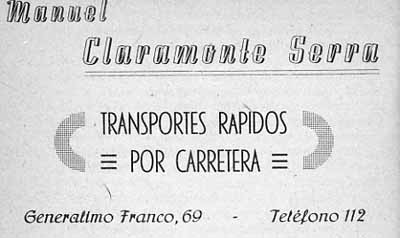 Manuel
Claramonte Serra
TRANSPORTES RAPIDOS
≡ POR CARRETERA ≡
Generalimo Franco, 69 - Teléfono 112